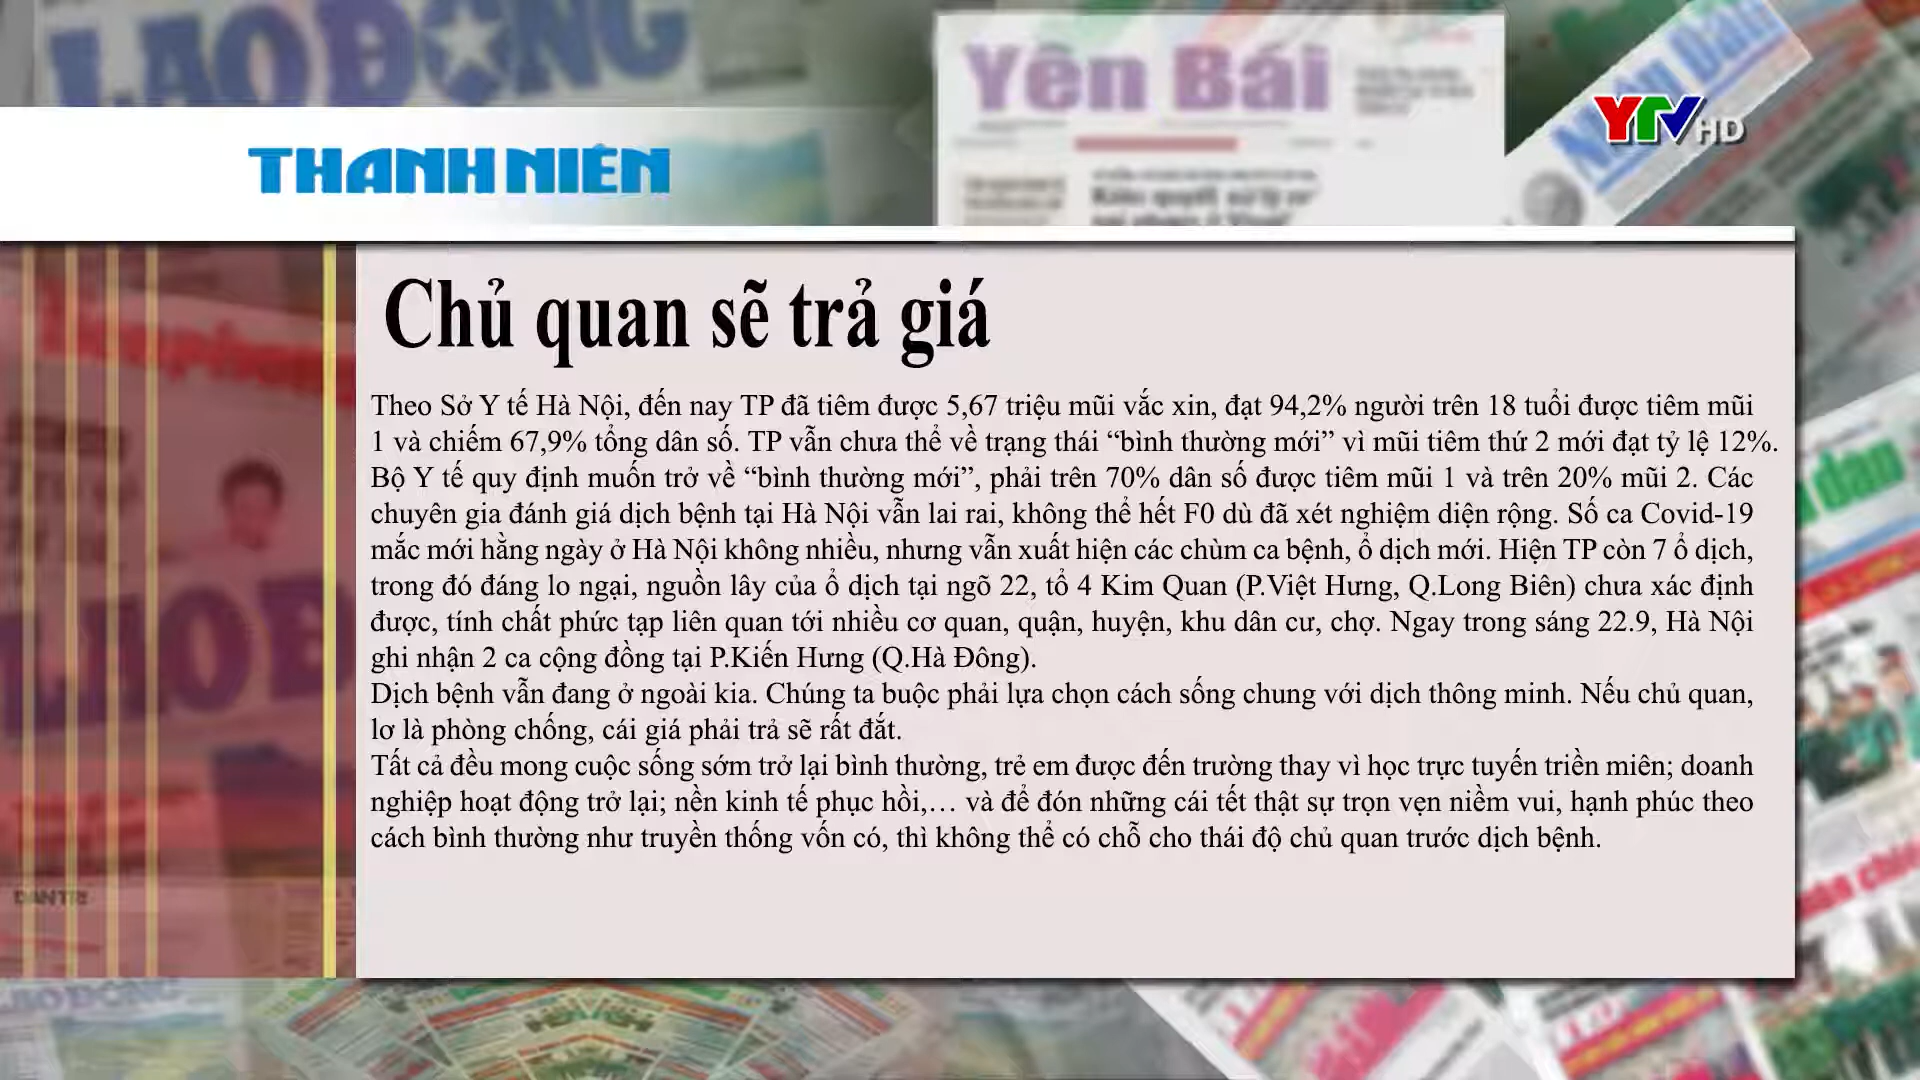 LAO ĐỘNG
Yên Bái
Nhân Dân
YTV HD
THANH NIÊN
Chủ quan sẽ trả giá
Theo Sở Y tế Hà Nội, đến nay TP đã tiêm được 5,67 triệu mũi vắc xin, đạt 94,2% người trên 18 tuổi được tiêm mũi
1 và chiếm 67,9% tổng dân số. TP vẫn chưa thể về trạng thái “bình thường mới” vì mũi tiêm thứ 2 mới đạt tỷ lệ 12%.
Bộ Y tế quy định muốn trở về “bình thường mới”, phải trên 70% dân số được tiêm mũi 1 và trên 20% mũi 2. Các
chuyên gia đánh giá dịch bệnh tại Hà Nội vẫn lai rai, không thể hết F0 dù đã xét nghiệm diện rộng. Số ca Covid-19
mắc mới hằng ngày ở Hà Nội không nhiều, nhưng vẫn xuất hiện các chùm ca bệnh, ổ dịch mới. Hiện TP còn 7 ổ dịch,
trong đó đáng lo ngại, nguồn lây của ổ dịch tại ngõ 22, tổ 4 Kim Quan (P.Việt Hưng, Q.Long Biên) chưa xác định
được, tính chất phức tạp liên quan tới nhiều cơ quan, quận, huyện, khu dân cư, chợ. Ngay trong sáng 22.9, Hà Nội
ghi nhận 2 ca cộng đồng tại P.Kiến Hưng (Q.Hà Đông).
Dịch bệnh vẫn đang ở ngoài kia. Chúng ta buộc phải lựa chọn cách sống chung với dịch thông minh. Nếu chủ quan,
lơ là phòng chống, cái giá phải trả sẽ rất đắt.
Tất cả đều mong cuộc sống sớm trở lại bình thường, trẻ em được đến trường thay vì học trực tuyến triền miên; doanh
nghiệp hoạt động trở lại; nền kinh tế phục hồi,… và để đón những cái tết thật sự trọn vẹn niềm vui, hạnh phúc theo
cách bình thường như truyền thống vốn có, thì không thể có chỗ cho thái độ chủ quan trước dịch bệnh.
LAO Đ
DANTRI
LAO ĐỘNG